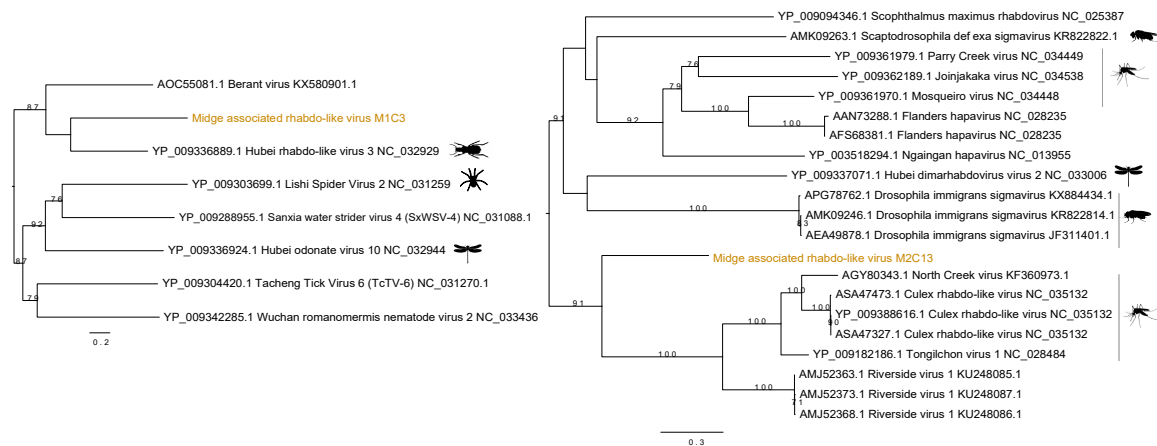 AOC55081.1 Berant virus KX580901.1
87
Midge associated rhabdo-like virus M1C3
YP_009336889.1 Hubei rhabdo-like virus 3 NC_032929
YP_009303699.1 Lishi Spider Virus 2 NC_031259
76
YP_009288955.1 Sanxia water strider virus 4 (SxWSV-4) NC_031088.1
92
YP_009336924.1 Hubei odonate virus 10 NC_032944
87
YP_009304420.1 Tacheng Tick Virus 6 (TcTV-6) NC_031270.1
79
YP_009342285.1 Wuchan romanomermis nematode virus 2 NC_033436
0.2
YP_009094346.1 Scophthalmus maximus rhabdovirus NC_025387
AMK09263.1 Scaptodrosophila def exa sigmavirus KR822822.1
YP_009361979.1 Parry Creek virus NC_034449
76
YP_009362189.1 Joinjakaka virus NC_034538
79
YP_009361970.1 Mosqueiro virus NC_034448
100
AAN73288.1 Flanders hapavirus NC_028235
91
92
100
AFS68381.1 Flanders hapavirus NC_028235
YP_003518294.1 Ngaingan hapavirus NC_013955
YP_009337071.1 Hubei dimarhabdovirus virus 2 NC_033006
APG78762.1 Drosophila immigrans sigmavirus KX884434.1
100
AMK09246.1 Drosophila immigrans sigmavirus KR822814.1
83
AEA49878.1 Drosophila immigrans sigmavirus JF311401.1
Midge associated rhabdo-like virus M2C13
AGY80343.1 North Creek virus KF360973.1
100
ASA47473.1 Culex rhabdo-like virus NC_035132
91
100
YP_009388616.1 Culex rhabdo-like virus NC_035132
100
90
ASA47327.1 Culex rhabdo-like virus NC_035132
YP_009182186.1 Tongilchon virus 1 NC_028484
100
AMJ52363.1 Riverside virus 1 KU248085.1
100
AMJ52373.1 Riverside virus 1 KU248087.1
71
AMJ52368.1 Riverside virus 1 KU248086.1
0.3